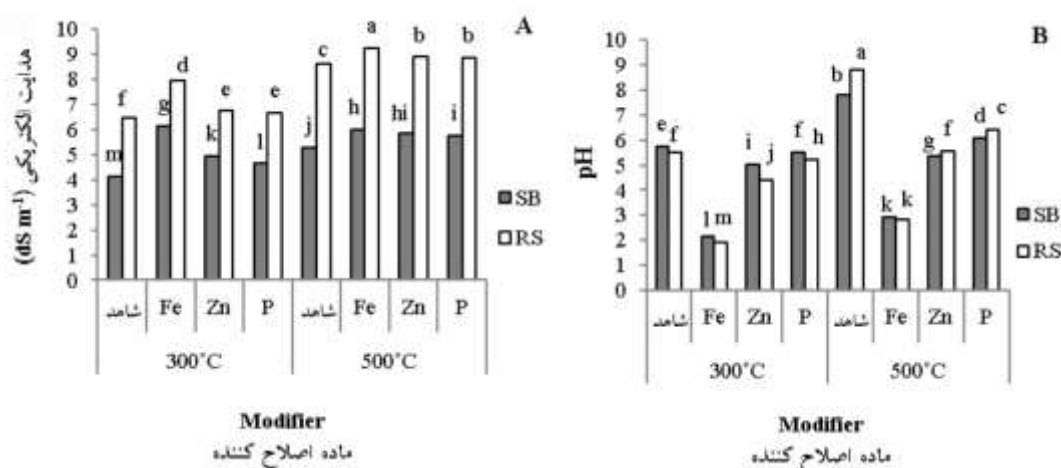 A
هدایت الکتریکی (dS m⁻¹)
10
9
8
7
6
5
4
3
2
1
0
m f g d k e l e j c h a hi b i b
SB
RS
شاهد Fe Zn P شاهد Fe Zn P
300˚C 500˚C
Modifier
ماده اصلاح کننده
B
pH
10
9
8
7
6
5
4
3
2
1
0
e f l m i j f h b a k k g f d c
SB
RS
شاهد Fe Zn P شاهد Fe Zn P
300˚C 500˚C
Modifier
ماده اصلاح کننده